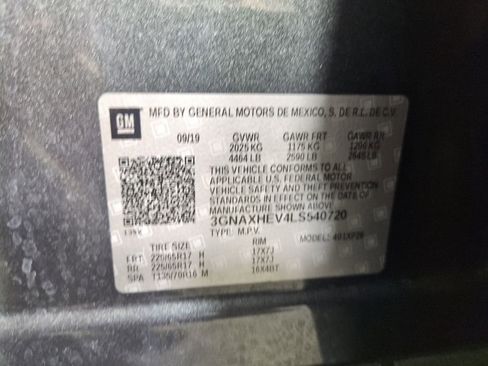 GM
MFD BY GENERAL MOTORS DE MEXICO, S. DE R.L. DE C.V.
09/19 GVWR GAWR FRT GAWR RR
2025 KG 1175 KG 1200 KG
4464 LB 2590 LB 2645 LB
THIS VEHICLE CONFORMS TO ALL
APPLICABLE U.S. FEDERAL MOTOR
VEHICLE SAFETY AND THEFT PREVENTION
STANDARDS IN EFFECT ON THE DATE OF
MANUFACTURE SHOWN ABOVE
3GNAXHEV4LS540720
TYPE: M.P.V. MODEL:
TIRE SIZE RIM
FRT 225/65R17 H 17X7J
RR 225/65R17 H 17X7J
SPA T135/70R16 M 16X4BT